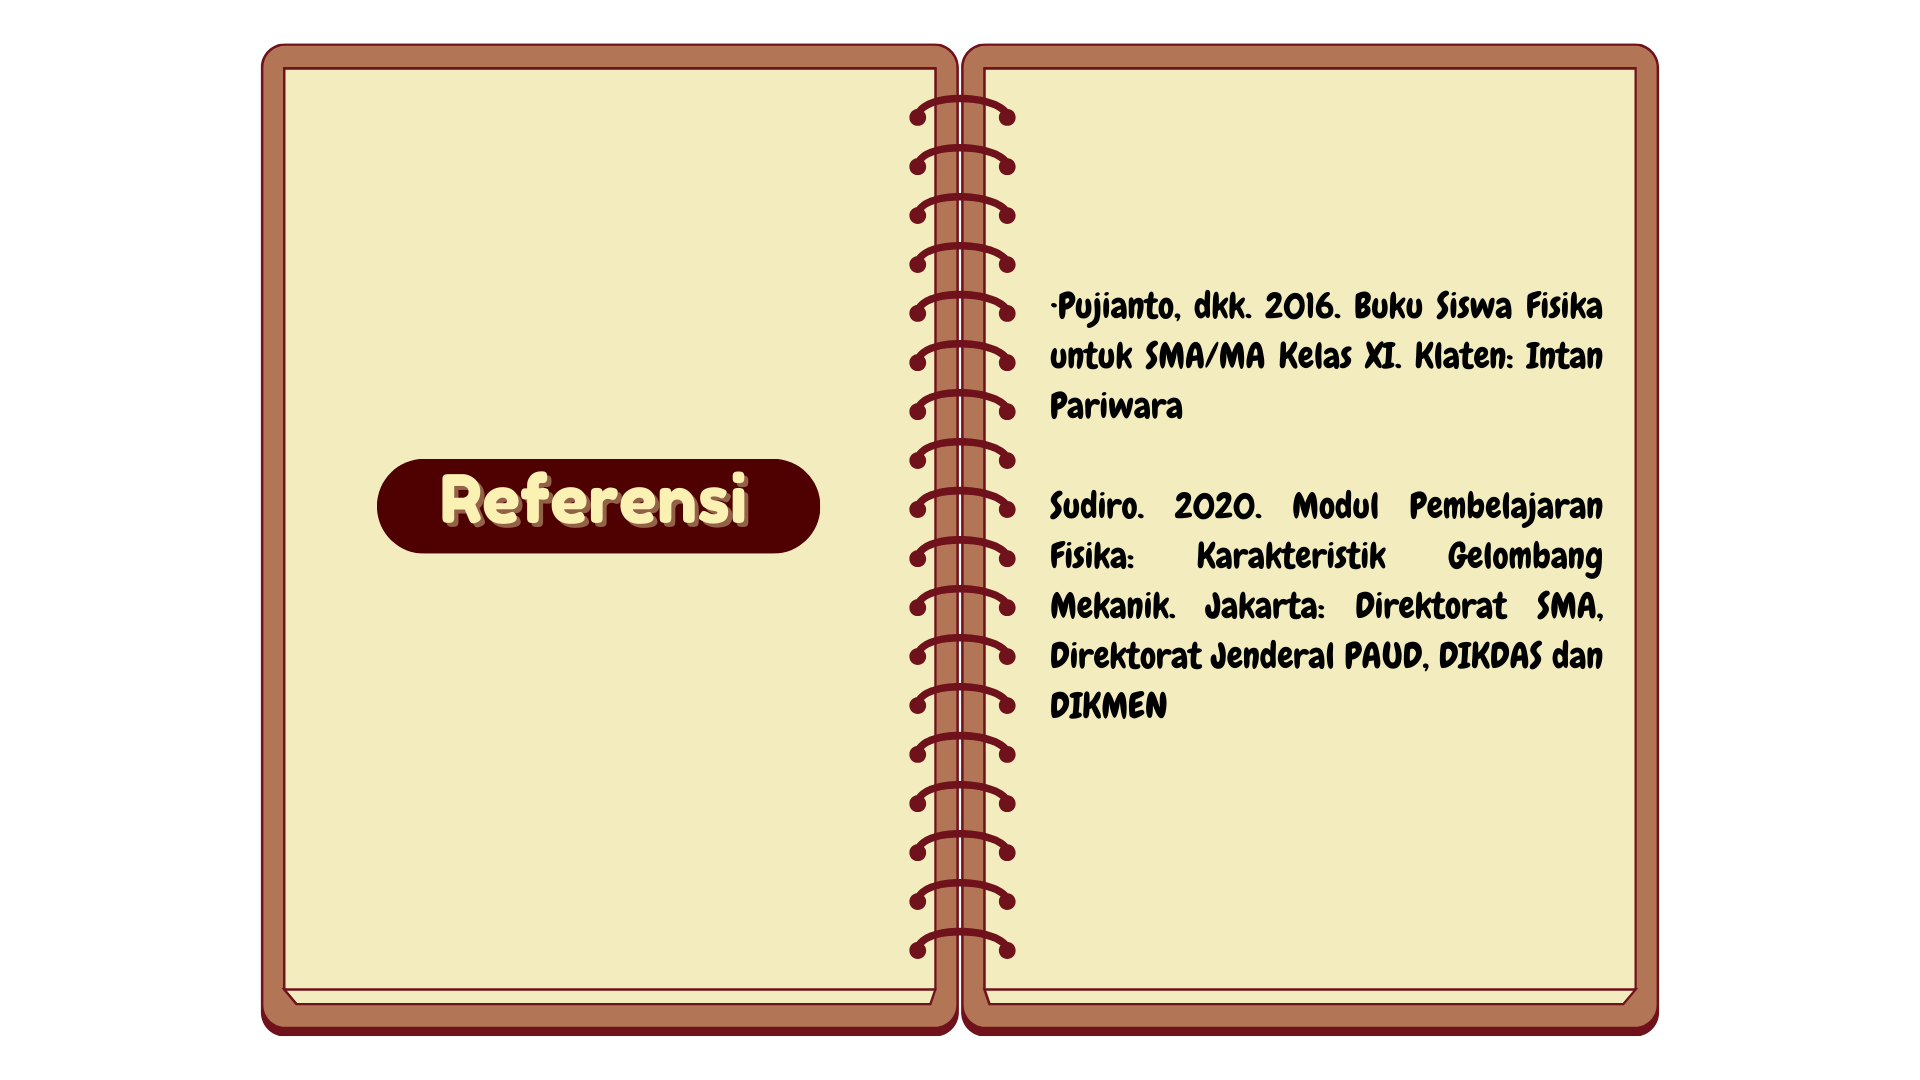 Referensi
·Pujianto, dkk. 2016. Buku Siswa Fisika
untuk SMA/MA Kelas XI. Klaten: Intan
Pariwara
Sudiro. 2020. Modul Pembelajaran
Fisika: Karakteristik Gelombang
Mekanik. Jakarta: Direktorat SMA,
Direktorat Jenderal PAUD, DIKDAS dan
DIKMEN